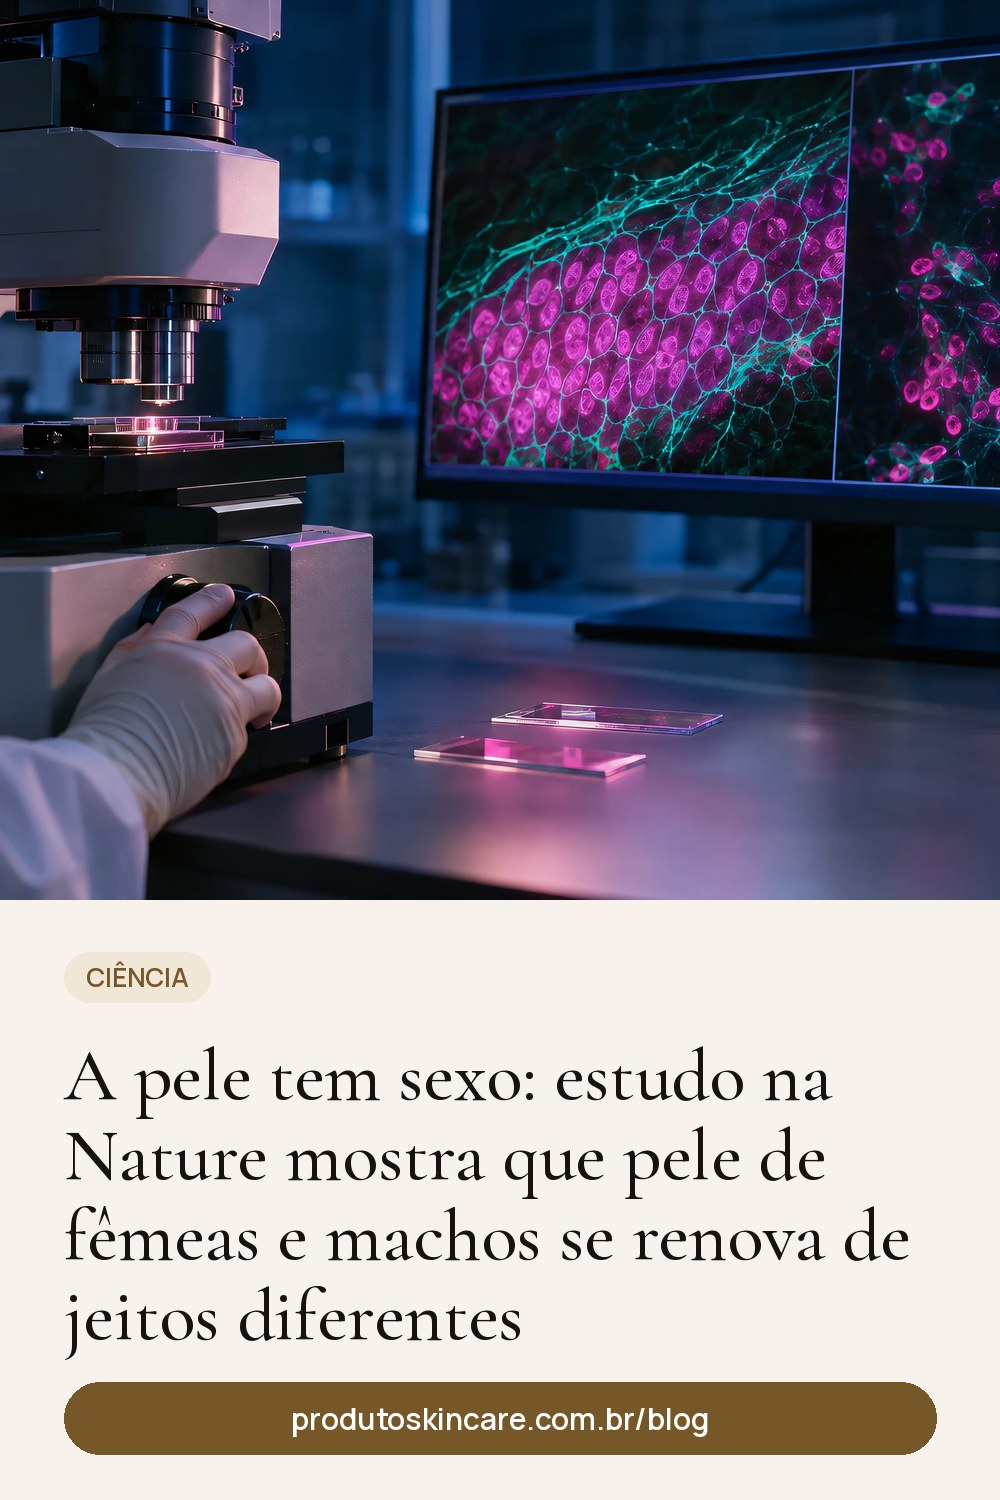 CIÊNCIA
A pele tem sexo: estudo na
Nature mostra que pele de
fêmeas e machos se renova de
jeitos diferentes
produtoskincare.com.br/blog